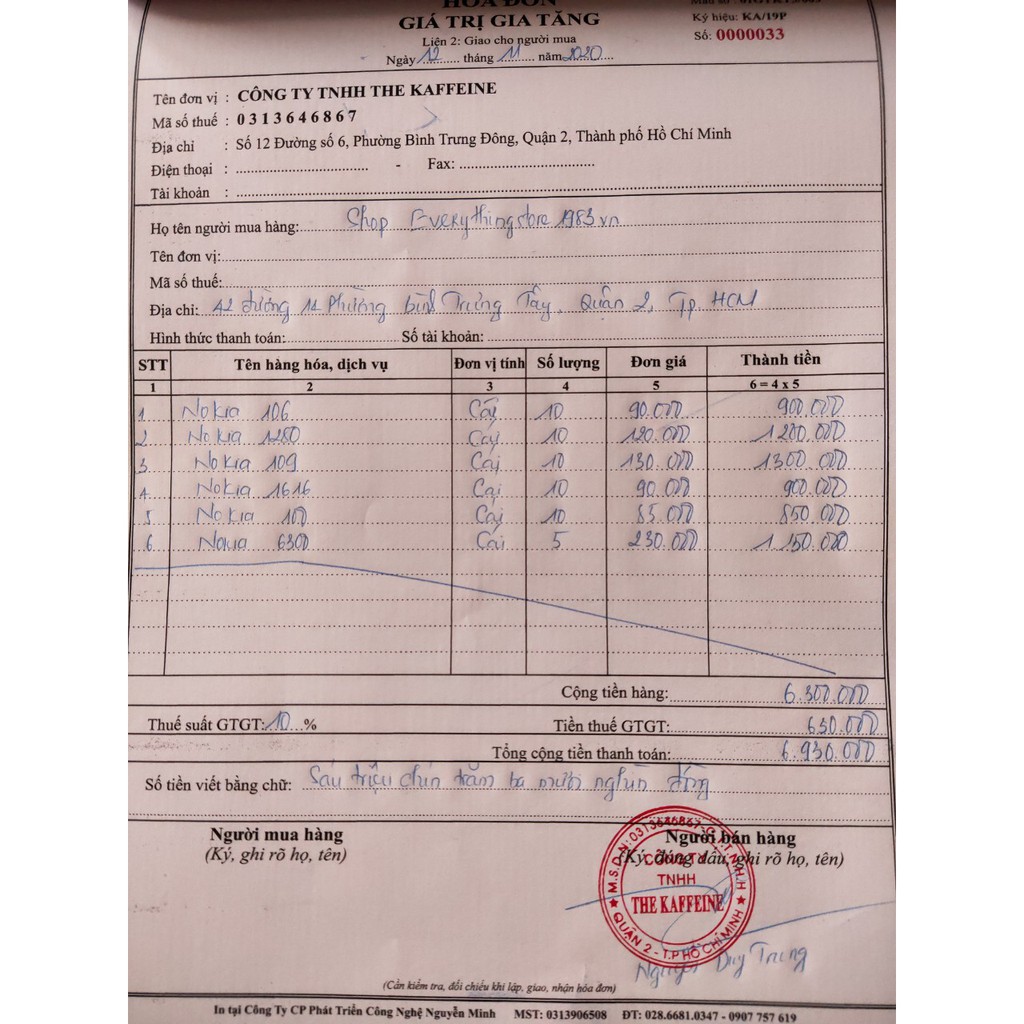 HÓA ĐƠN
GIÁ TRỊ GIA TĂNG
Liên 2: Giao cho người mua
Ngày 12 tháng 11 năm 2020
Ký hiệu: KA/19P
Số: 0000033
Tên đơn vị : CÔNG TY TNHH THE KAFFEINE
Mã số thuế : 0313646867
Địa chỉ : Số 12 Đường số 6, Phường Bình Trưng Đông, Quận 2, Thành phố Hồ Chí Minh
Điện thoại : - Fax:
Tài khoản :
Họ tên người mua hàng: Shop Everythingstore1983.vn
Tên đơn vị:
Mã số thuế:
Địa chỉ: 42 đường 11 Phường bình Trưng Tây, Quận 2, Tp. HCM
Hình thức thanh toán: Số tài khoản:
STT Tên hàng hóa, dịch vụ Đơn vị tính Số lượng Đơn giá Thành tiền
1 2 3 4 5 6 = 4 x 5
1 Nokia 106 Cái 10 90.000 900.000
2 Nokia 1280 Cái 10 120.000 1200.000
3 Nokia 109 Cái 10 130.000 1300.000
4 Nokia 1616 Cái 10 90.000 900.000
5 Nokia 100 Cái 10 85.000 850.000
6 Nokia 6300 Cái 5 230.000 1.150.000
Cộng tiền hàng: 6.300.000
Thuế suất GTGT: 10 % Tiền thuế GTGT: 630.000
Tổng cộng tiền thanh toán: 6.930.000
Số tiền viết bằng chữ: Sáu triệu chín trăm ba mươi nghìn đồng
Người mua hàng Người bán hàng
(Ký, ghi rõ họ, tên) (Ký, đóng dấu, ghi rõ họ, tên)
M.S.D.N: 0313646867
CÔNG TY
TNHH
THE KAFFEINE
QUẬN 2 - T.P HỒ CHÍ MINH
Nguyễn Duy Trung
(Cần kiểm tra, đối chiếu khi lập, giao, nhận hóa đơn)
In tại Công Ty CP Phát Triển Công Nghệ Nguyễn Minh MST: 0313906508 ĐT: 028.6681.0347 - 0907 757 619